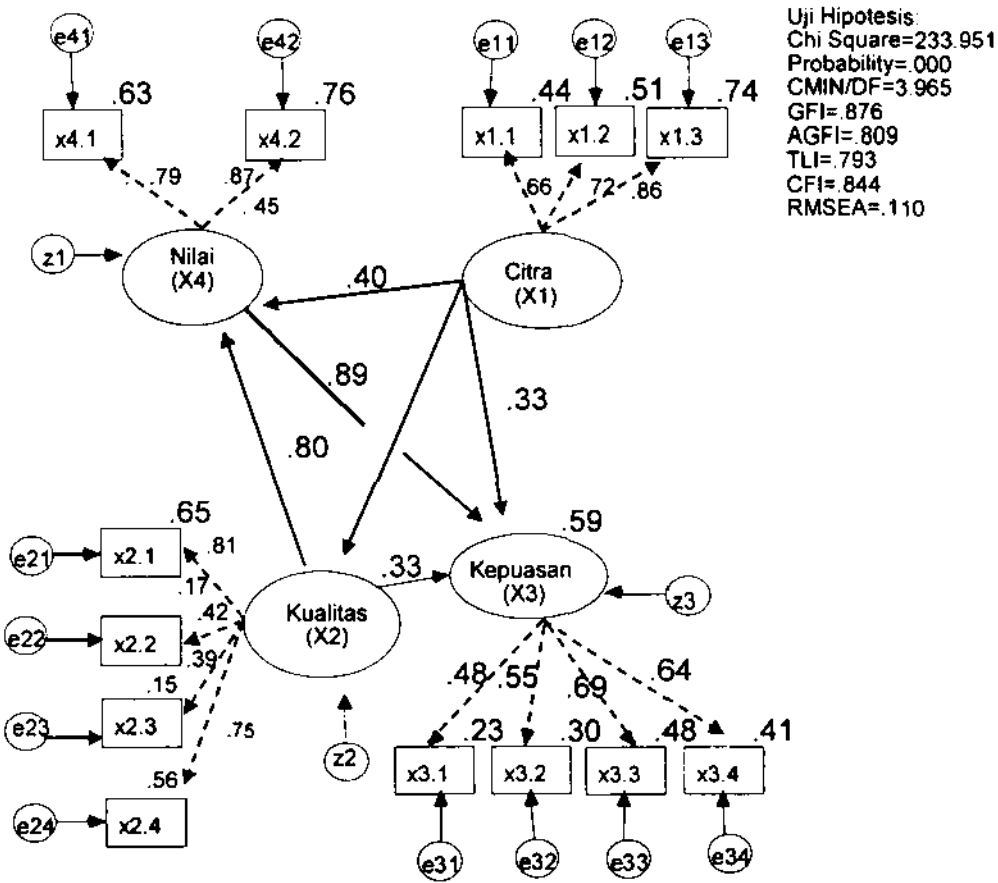 e41
e42
e11
e12
e13
.63
.76
.44
.51
.74
x4.1
x4.2
x1.1
x1.2
x1.3
.79
.87
.45
.66
.72
.86
Uji Hipotesis:
Chi Square=233.951
Probability=.000
CMIN/DF=3.965
GFI=.876
AGFI=.809
TLI=.793
CFI=.844
RMSEA=.110
z1
Nilai
(X4)
Citra
(X1)
.40
.89
.33
.80
.65
e21
x2.1
.81
.17
e22
x2.2
.42
.39
e23
x2.3
.15
.75
.56
e24
x2.4
Kualitas
(X2)
z2
.33
.59
Kepuasan
(X3)
z3
.48
.55
.69
.64
.23
.30
.48
.41
x3.1
x3.2
x3.3
x3.4
e31
e32
e33
e34